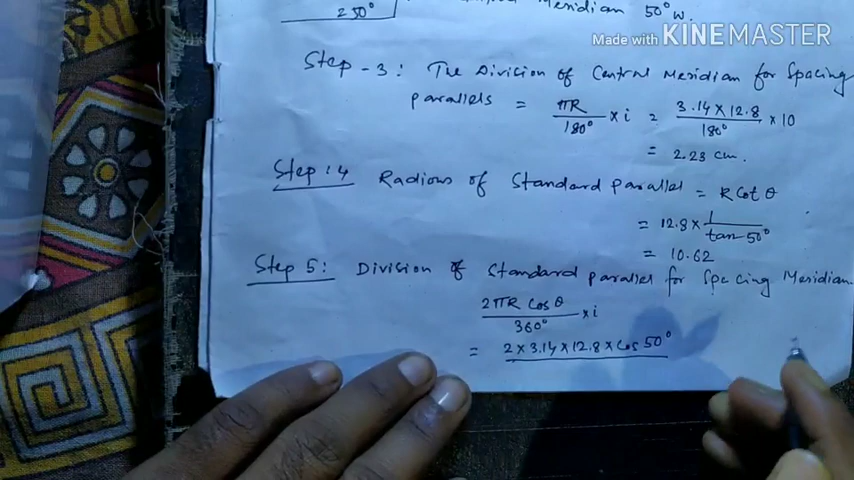 250° Meridian 50°W.
Made with KINEMASTER
Step-3: The Division of Central Meridian for Spacing
parallels = πR/180° × i = 3.14×12.8/180° × 10
= 2.23 cm.
Step:4 Radious of Standard parallel = R Cot θ
= 12.8 × 1/tan 50°
= 10.62
Step 5: Division of Standard parallel for Spacing Meridian.
2πR Cos θ/360° × i
= 2×3.14×12.8×Cos 50°